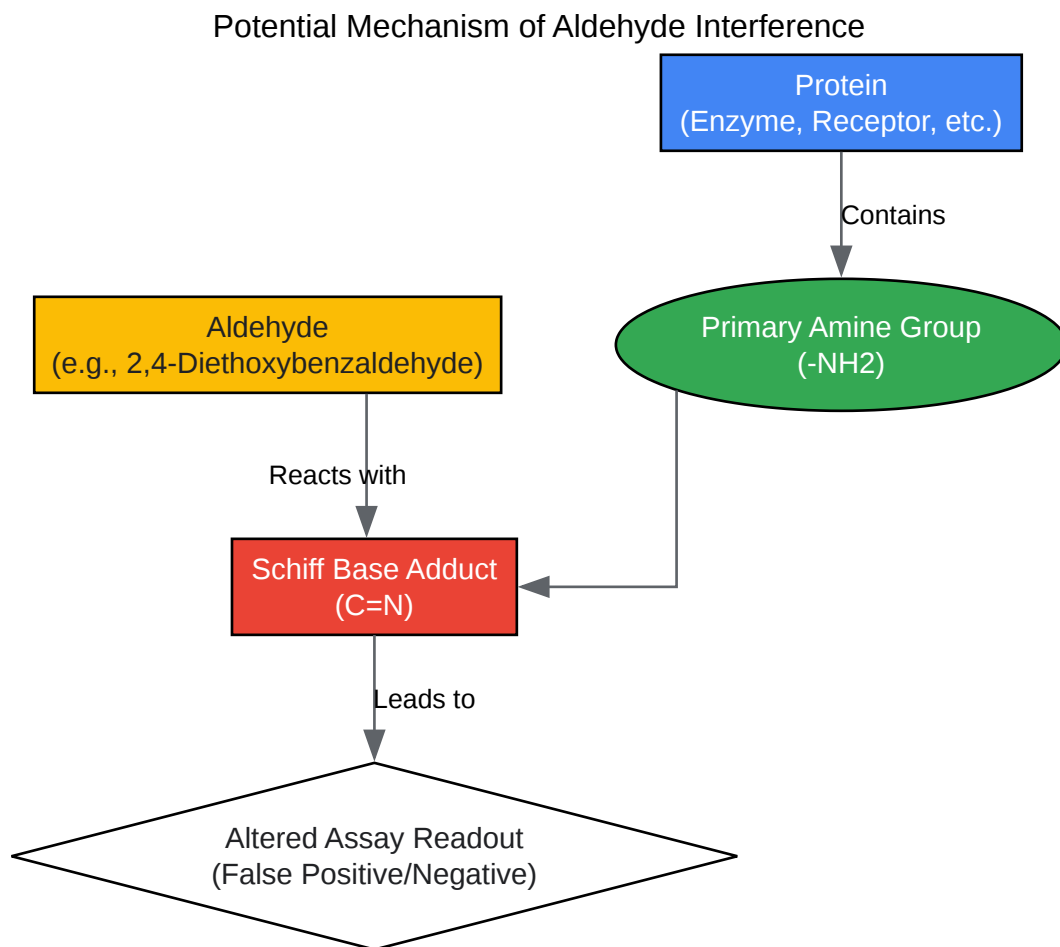 Potential Mechanism of Aldehyde Interference
Protein
(Enzyme, Receptor, etc.)
Contains
Aldehyde
(e.g., 2,4-Diethoxybenzaldehyde)
Primary Amine Group
(-NH2)
Reacts with
Schiff Base Adduct
(C=N)
Leads to
Altered Assay Readout
(False Positive/Negative)